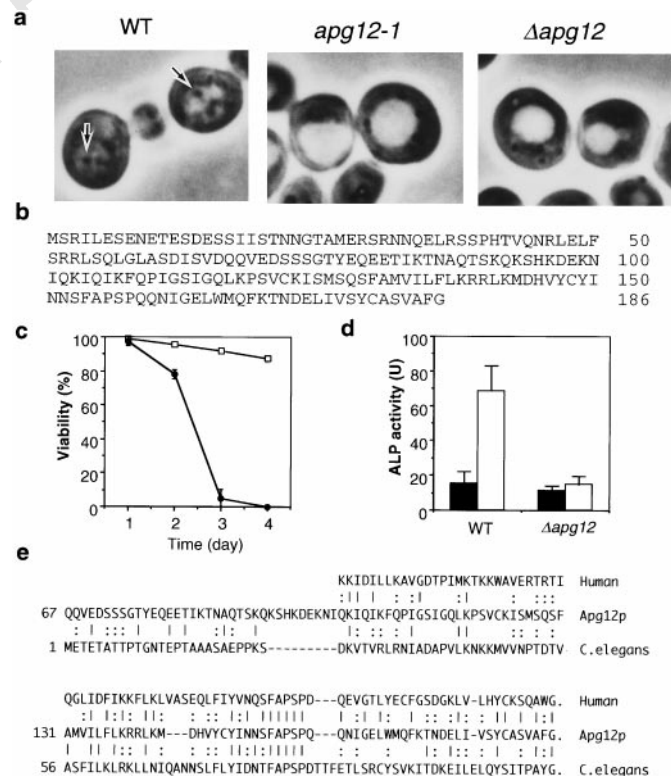 a
WT
apg12-1
Δapg12
b
MSRILESENETESDESSIISTNNGTAMERSRNNQELRSSPHTVQNRLELF 50
SRRLSQLGLASDISVDQQVEDSSSGTYEQEETIKTNAQTSKQKSHKDEKN 100
IQKIQIKFQPIGSIGQLKPSVCKISMSQSFAMVILFLKRRLKMDHVYCYI 150
NNSFAPSPQQNIGELWMQFKTNDELIVSYCASVAFG 186
c
Viability (%)
100
80
60
40
20
0
1 2 3 4
Time (day)
d
ALP activity (U)
100
80
60
40
20
0
WT Δapg12
e
KKIDILLKAVGDTPIMKTKKWAVERTRTI Human
67 QQVEDSSSGTYEQEETIKTNAQTSKQKSHKDEKNIQKIQIKFQPIGSIGQLKPSVCKISMSQSF Apg12p
1 METETATTPTGNTEPTAAASAEPPKS---------DKVTVRLRNIADAPVLKNKKMVVNPTDTV C.elegans
QGLIDFIKKFLKLVASEQLFIYVNQSFAPSPD---QEVGTLYECFGSDGKLV-LHYCKSQAWG. Human
131 AMVILFLKRRLKM---DHVYCYINNSFAPSPQ---QNIGELWMQFKTNDELI-VSYCASVAFG. Apg12p
56 ASFILKLRKLLNIQANNSLFLYIDNTFAPSPDTTFETLSRCYSVKITDKEILELQYSITPAYG. C.elegans